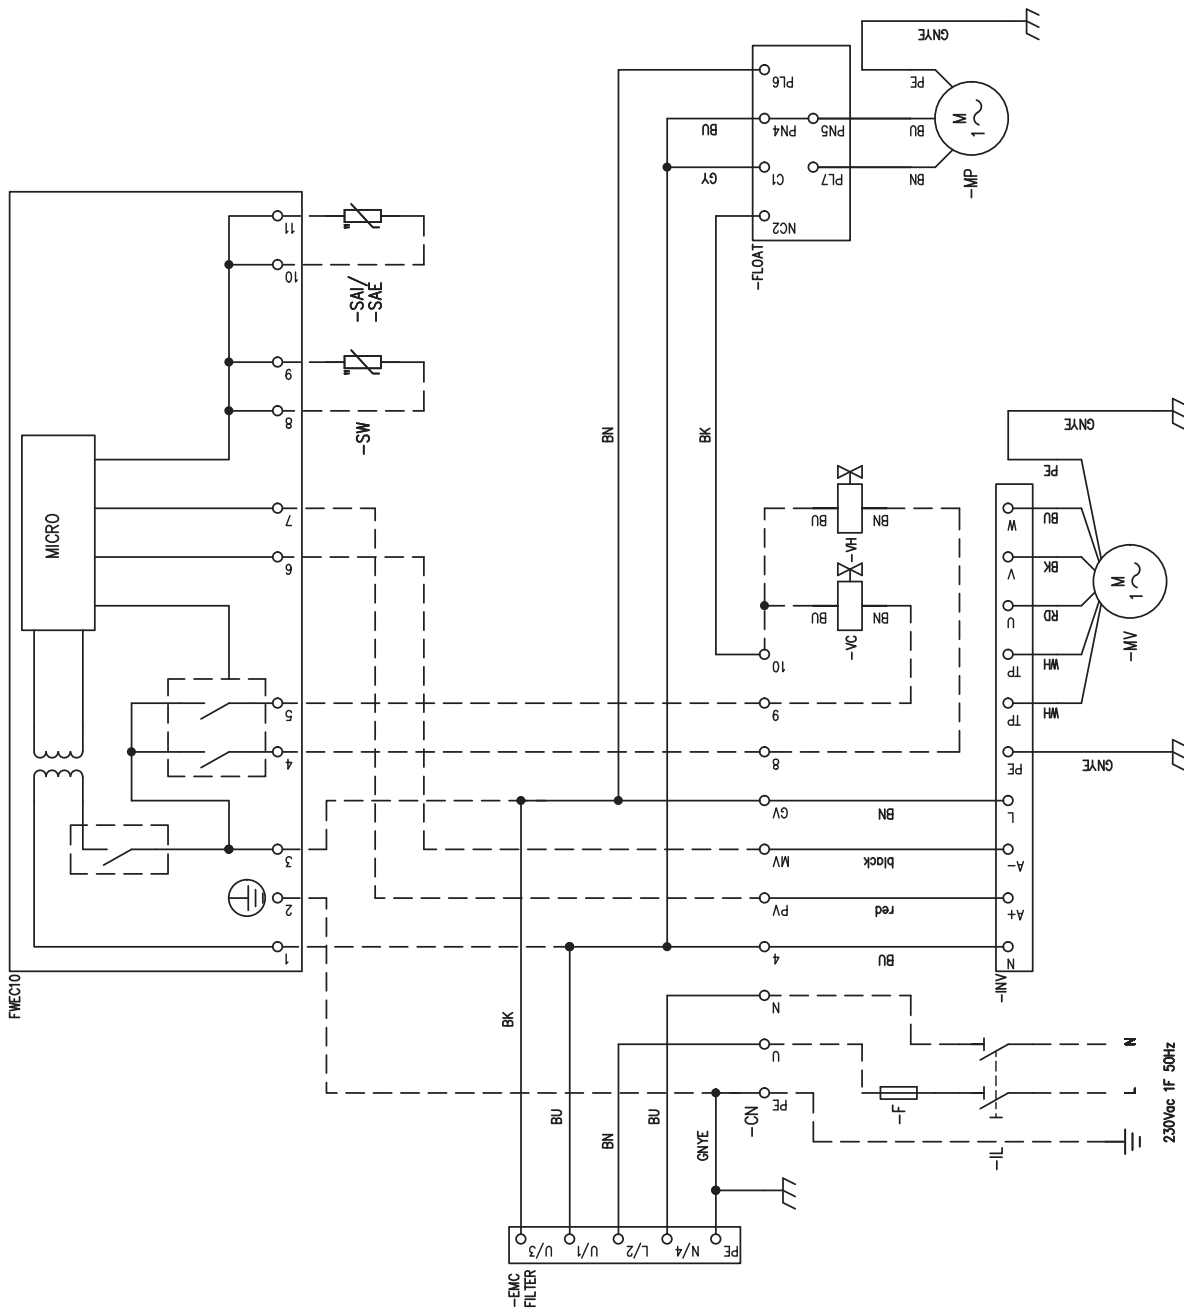 GNYE
PE
PL6
M
1
BU
PN4
PN5
BU
GY
C1
PL7
BN
-MP
NC2
-FLOAT
11
10
-SAI/
-SAE
9
8
-SW
MICRO
7
6
BN
BK
GNYE
PE
BU
BN
-VH
W
BU
V
BK
M
1
U
RD
BU
BN
-VC
-MV
10
TP
WH
5
9
TP
WH
4
8
PE
GNYE
GV
BN
L
3
MV
black
A-
2
PV
red
A+
1
4
BU
N
FWEC10
-INV
BK
N
U
-F
N
L
230Vac 1F 50Hz
PE
-CN
BU
BN
BU
GNYE
-IL
U/3
U/1
L/2
N/4
PE
-EMC
FILTER